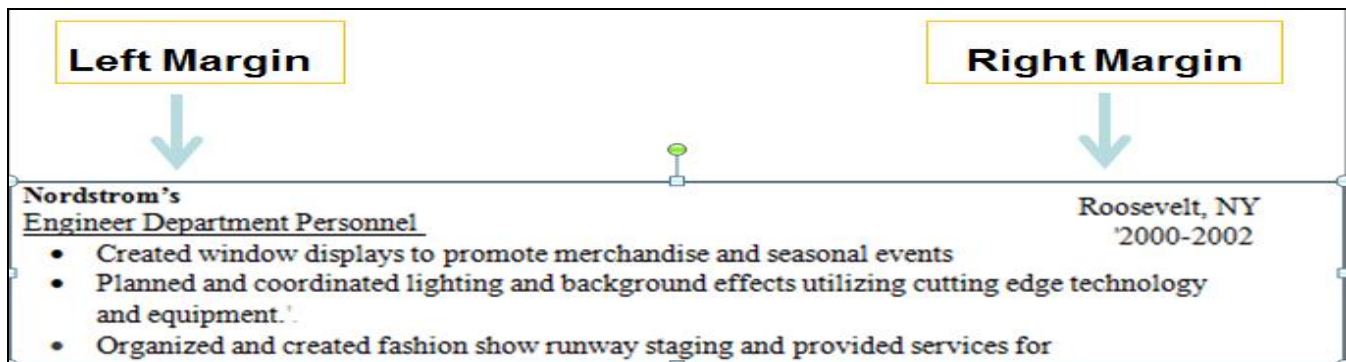 Left Margin
Right Margin
Nordstrom's
Roosevelt, NY
Engineer Department Personnel
'2000-2002
• Created window displays to promote merchandise and seasonal events
• Planned and coordinated lighting and background effects utilizing cutting edge technology
and equipment.'.
• Organized and created fashion show runway staging and provided services for